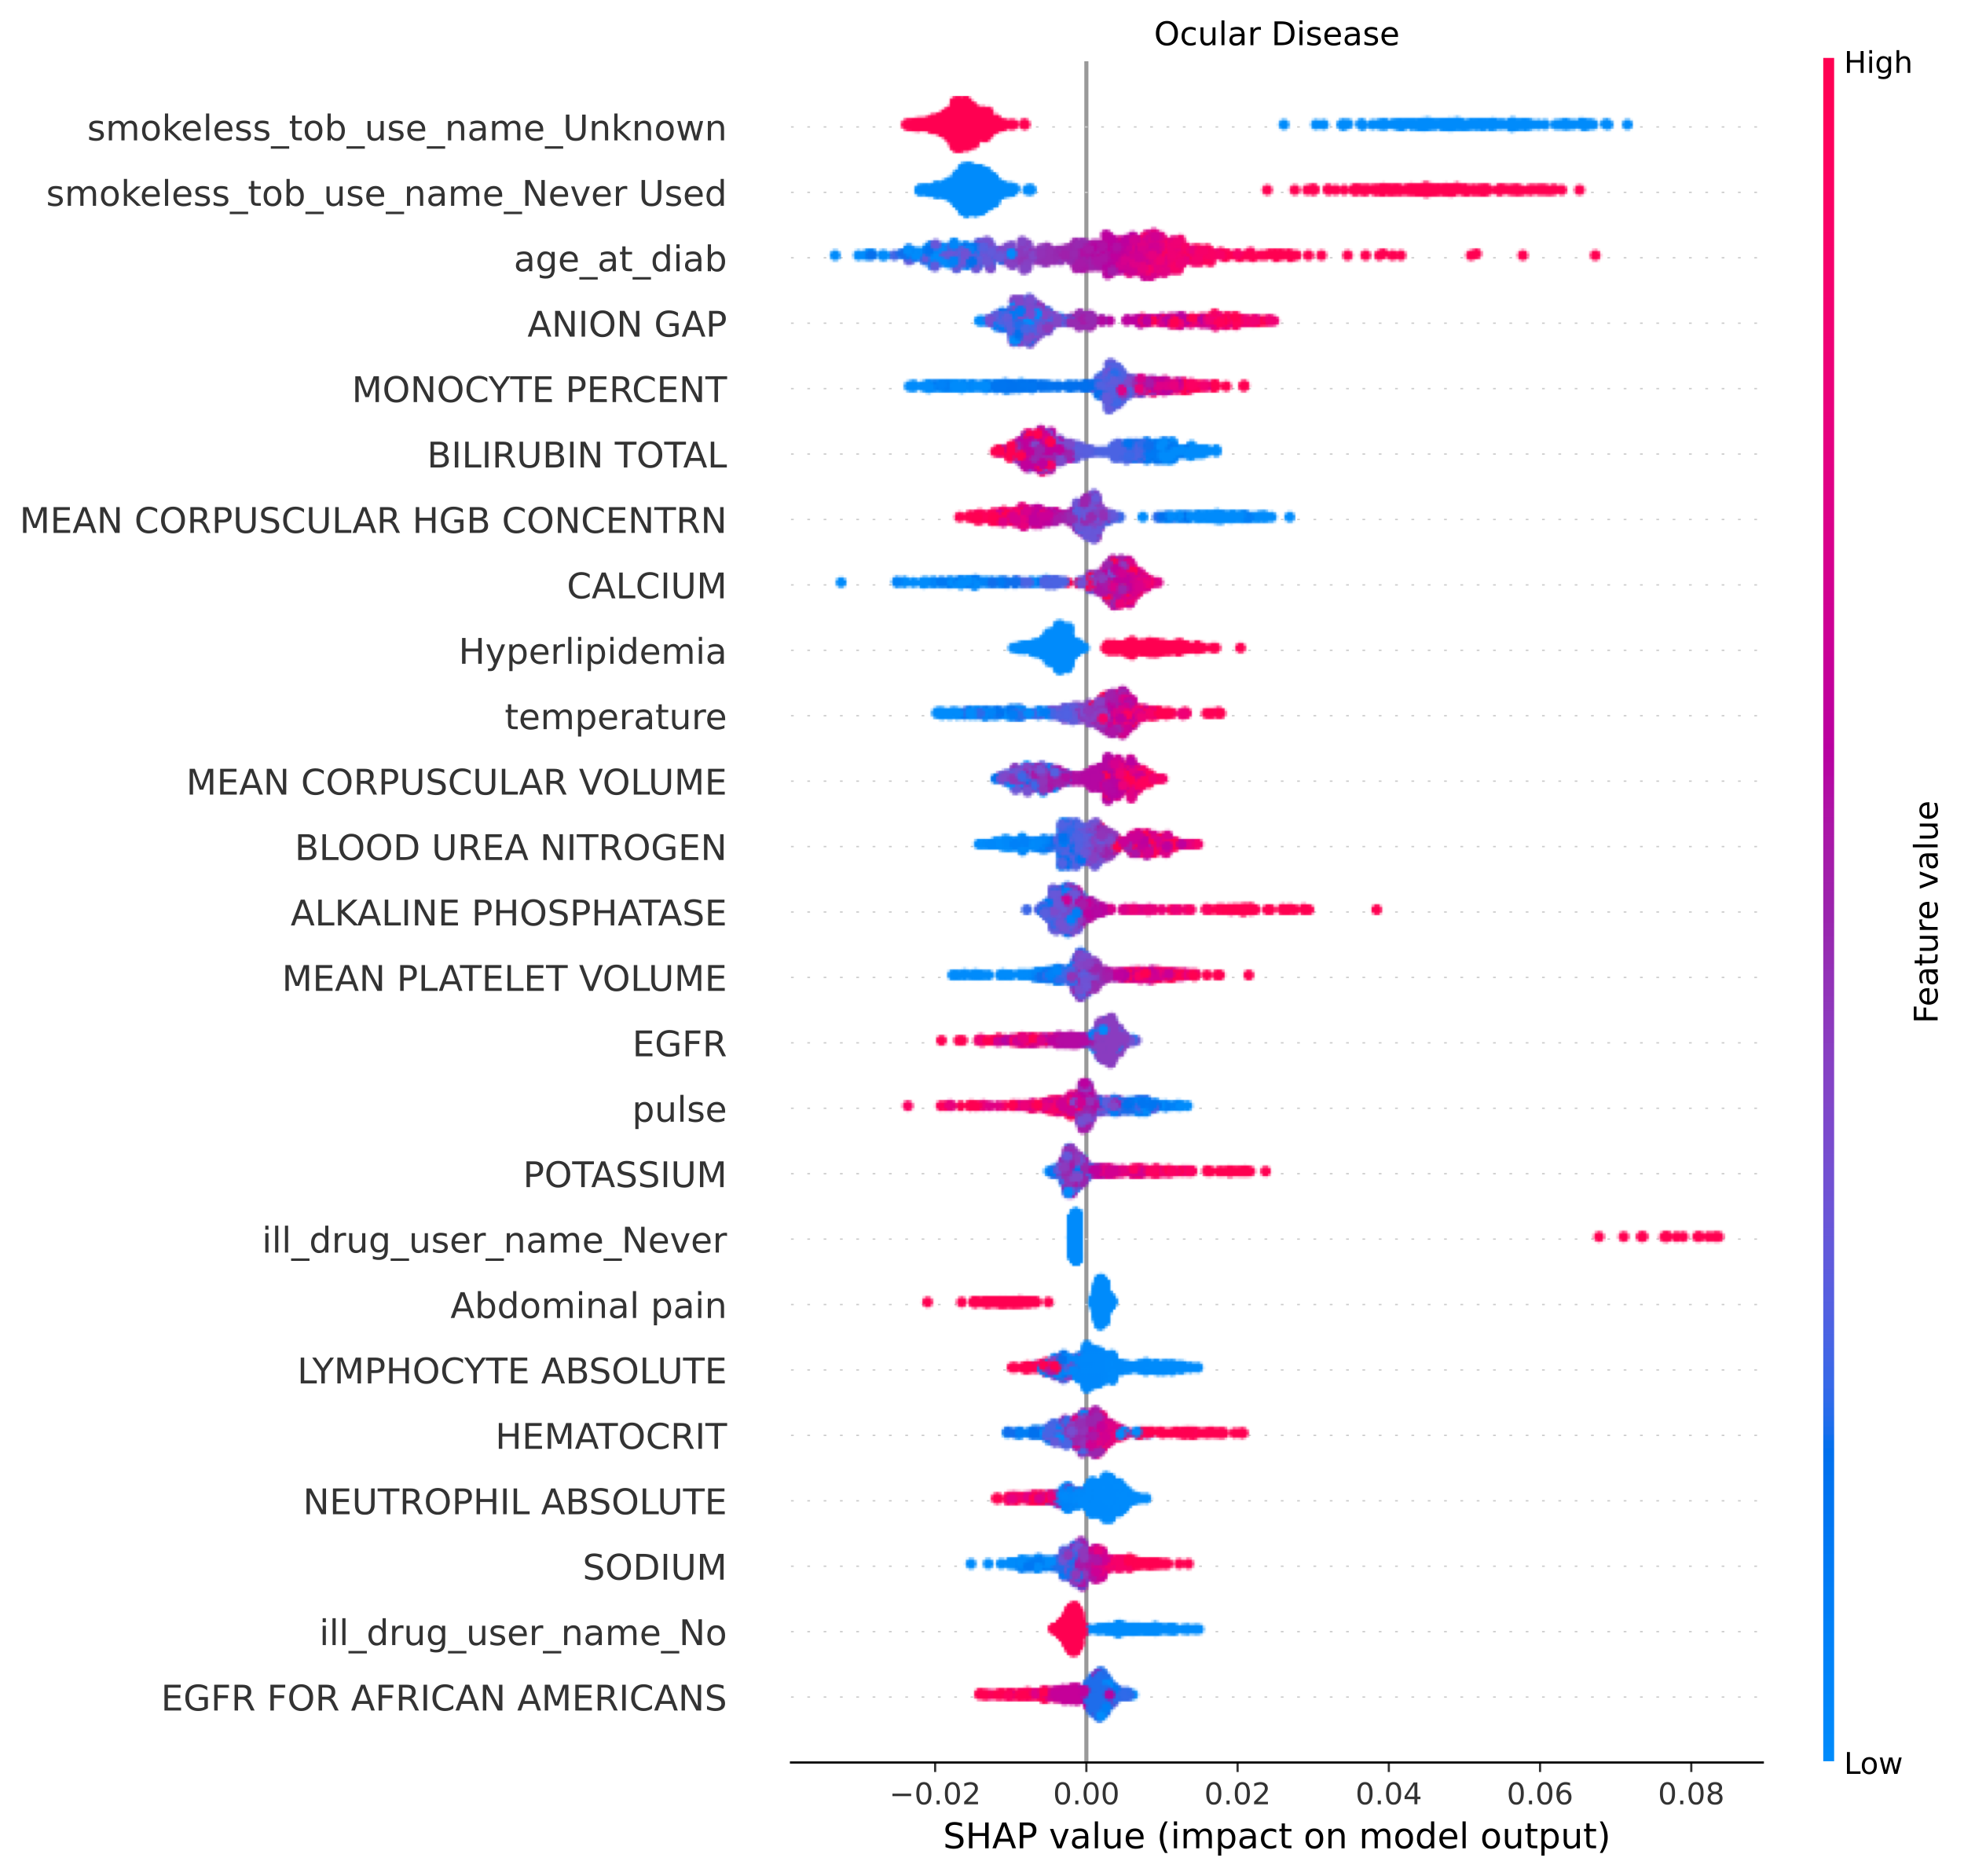 Ocular Disease
High
smokeless_tob_use_name_Unknown
smokeless_tob_use_name_Never Used
age_at_diab
ANION GAP
MONOCYTE PERCENT
BILIRUBIN TOTAL
MEAN CORPUSCULAR HGB CONCENTRN
CALCIUM
Hyperlipidemia
temperature
MEAN CORPUSCULAR VOLUME
BLOOD UREA NITROGEN
ALKALINE PHOSPHATASE
MEAN PLATELET VOLUME
EGFR
pulse
POTASSIUM
ill_drug_user_name_Never
Abdominal pain
LYMPHOCYTE ABSOLUTE
HEMATOCRIT
NEUTROPHIL ABSOLUTE
SODIUM
ill_drug_user_name_No
EGFR FOR AFRICAN AMERICANS
Feature value
Low
−0.02 0.00 0.02 0.04 0.06 0.08
SHAP value (impact on model output)